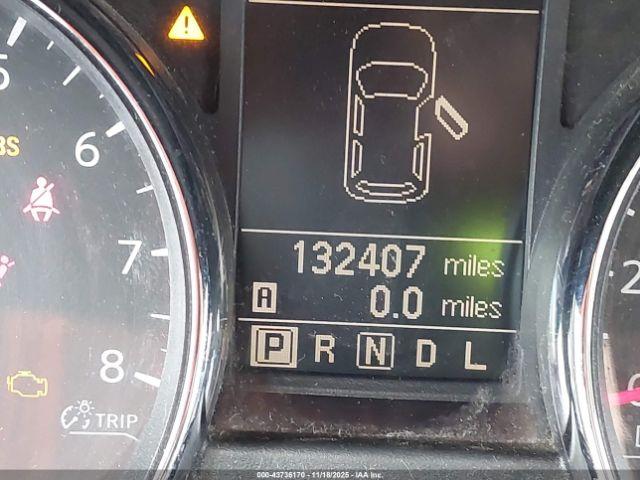 5
6
BS
7
132407 miles
A 0.0 miles
2
P R N D L
8
TRIP
000-43736170 — 11/18/2025 — IAA Inc.